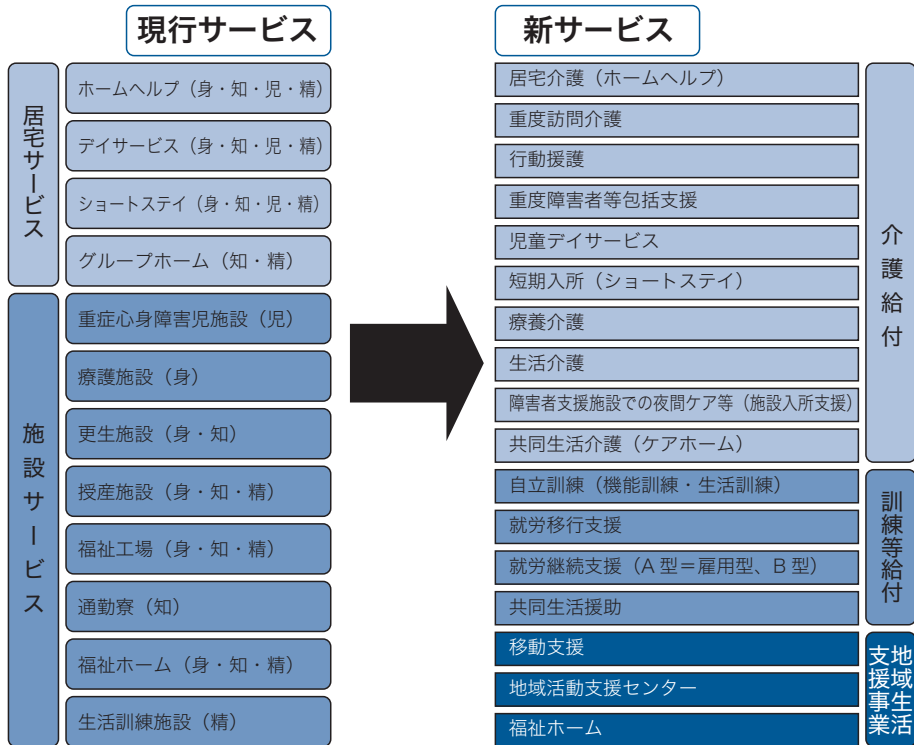 現行サービス
居宅サービス
ホームヘルプ（身・知・児・精）
デイサービス（身・知・児・精）
ショートステイ（身・知・児・精）
グループホーム（知・精）
施設サービス
重症心身障害児施設（児）
療護施設（身）
更生施設（身・知）
授産施設（身・知・精）
福祉工場（身・知・精）
通勤寮（知）
福祉ホーム（身・知・精）
生活訓練施設（精）
新サービス
居宅介護（ホームヘルプ）
重度訪問介護
行動援護
重度障害者等包括支援
児童デイサービス
短期入所（ショートステイ）
療養介護
生活介護
障害者支援施設での夜間ケア等（施設入所支援）
共同生活介護（ケアホーム）
介護給付
自立訓練（機能訓練・生活訓練）
就労移行支援
就労継続支援（A型＝雇用型、B型）
共同生活援助
訓練等給付
移動支援
地域活動支援センター
福祉ホーム
地域生活
支援事業